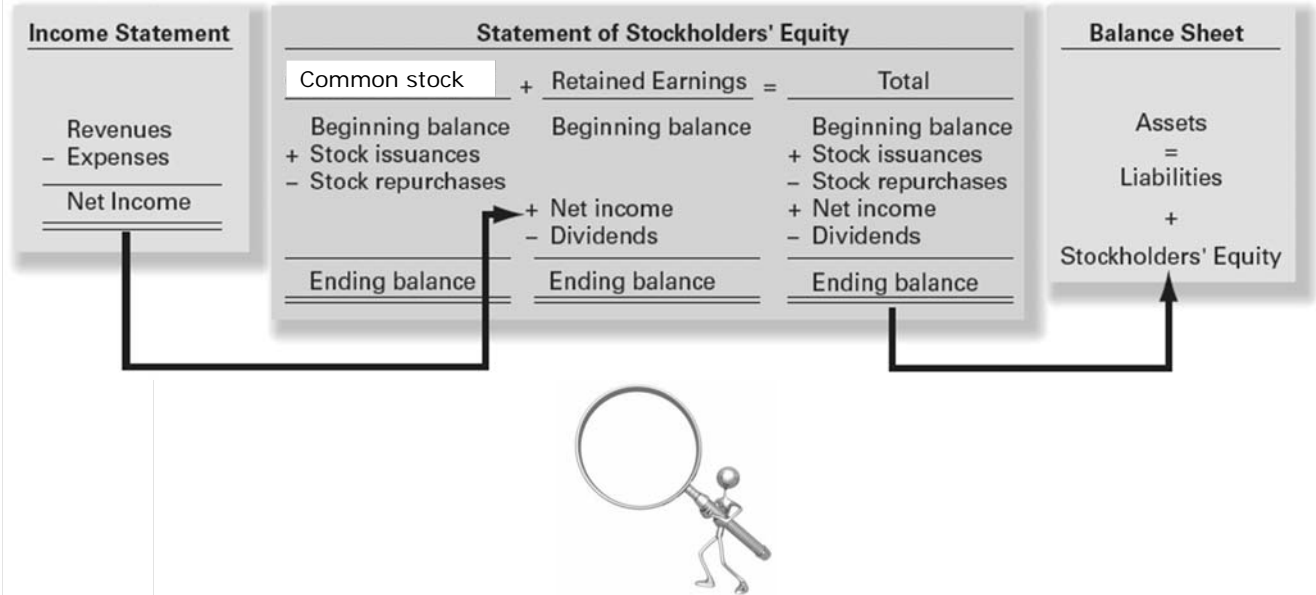 Income Statement
Revenues
– Expenses
Net Income
Statement of Stockholders' Equity
Common stock + Retained Earnings = Total
Beginning balance Beginning balance Beginning balance
+ Stock issuances + Stock issuances
– Stock repurchases – Stock repurchases
+ Net income + Net income
– Dividends – Dividends
Ending balance Ending balance Ending balance
Balance Sheet
Assets
=
Liabilities
+
Stockholders' Equity